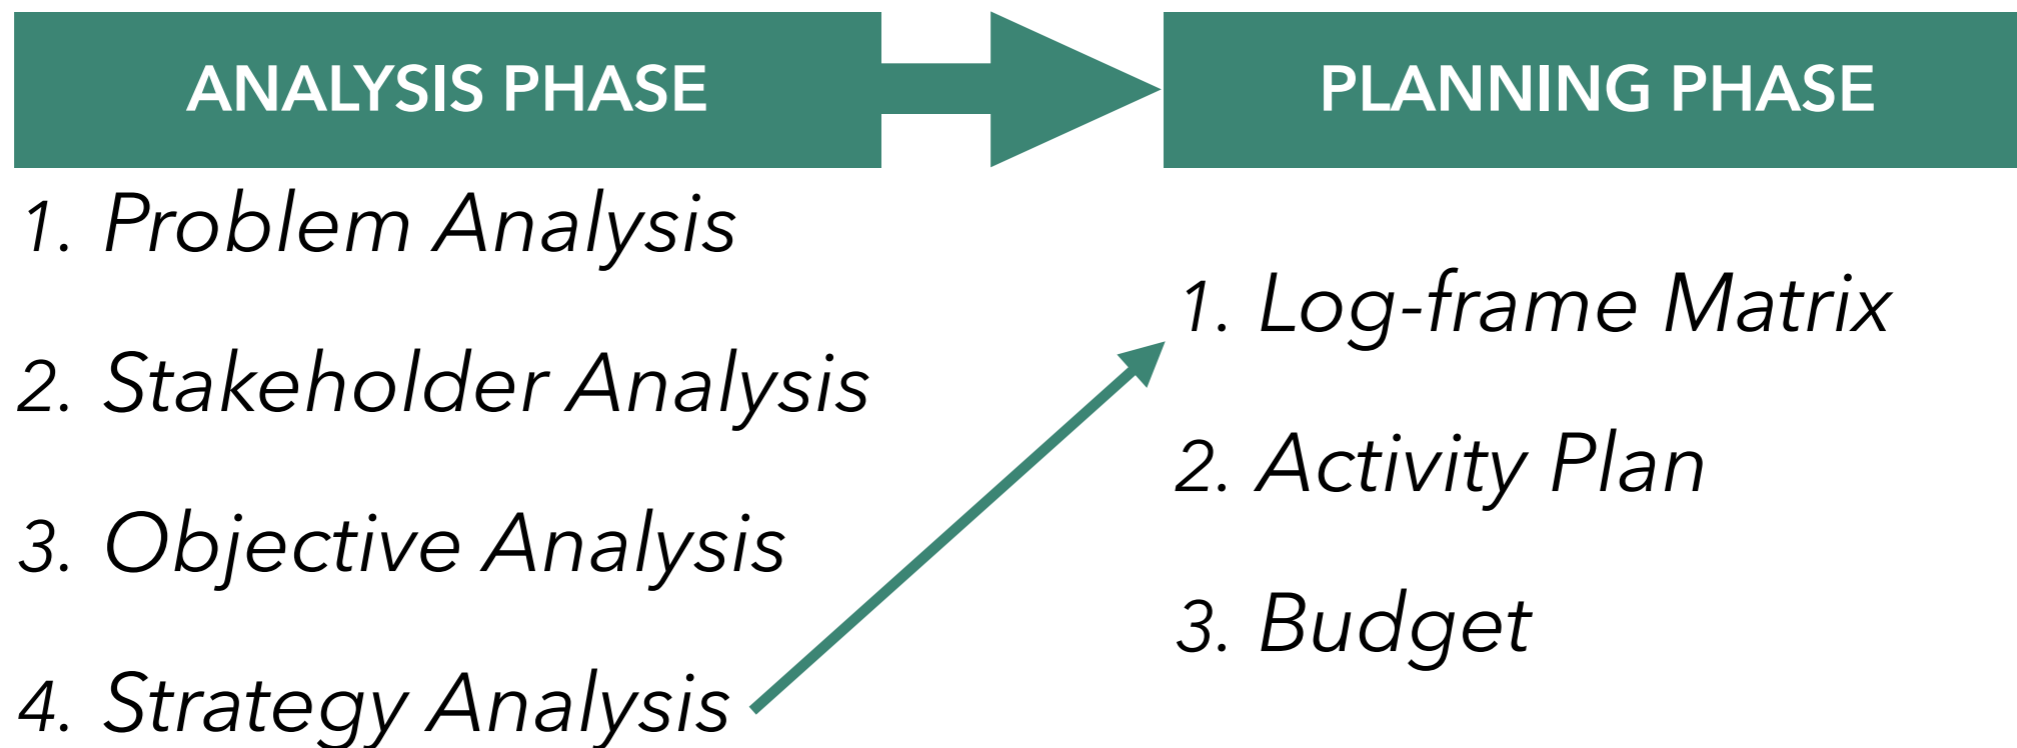 ANALYSIS PHASE
1. Problem Analysis
2. Stakeholder Analysis
3. Objective Analysis
4. Strategy Analysis
PLANNING PHASE
1. Log-frame Matrix
2. Activity Plan
3. Budget